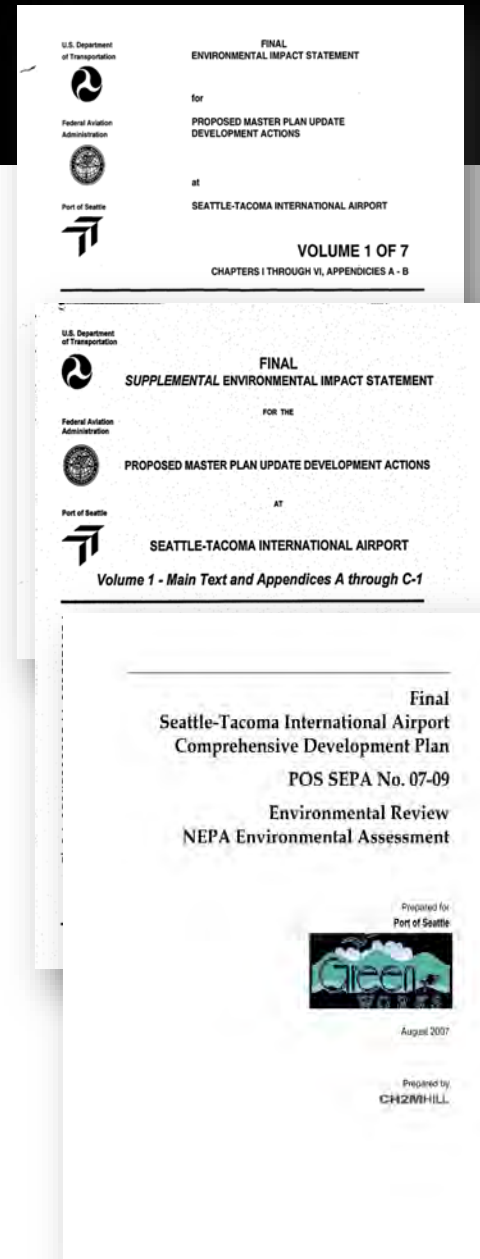 U.S. Department
of Transportation
FINAL
ENVIRONMENTAL IMPACT STATEMENT
for
Federal Aviation
Administration
PROPOSED MASTER PLAN UPDATE
DEVELOPMENT ACTIONS
at
Port of Seattle
SEATTLE-TACOMA INTERNATIONAL AIRPORT
VOLUME 1 OF 7
CHAPTERS I THROUGH VI, APPENDICIES A - B
U.S. Department
of Transportation
FINAL
SUPPLEMENTAL ENVIRONMENTAL IMPACT STATEMENT
FOR THE
Federal Aviation
Administration
PROPOSED MASTER PLAN UPDATE DEVELOPMENT ACTIONS
AT
Port of Seattle
SEATTLE-TACOMA INTERNATIONAL AIRPORT
Volume 1 - Main Text and Appendices A through C-1
Final
Seattle-Tacoma International Airport
Comprehensive Development Plan
POS SEPA No. 07-09
Environmental Review
NEPA Environmental Assessment
Prepared for
Port of Seattle
Green
WORKS
August 2007
Prepared by
CH2MHILL